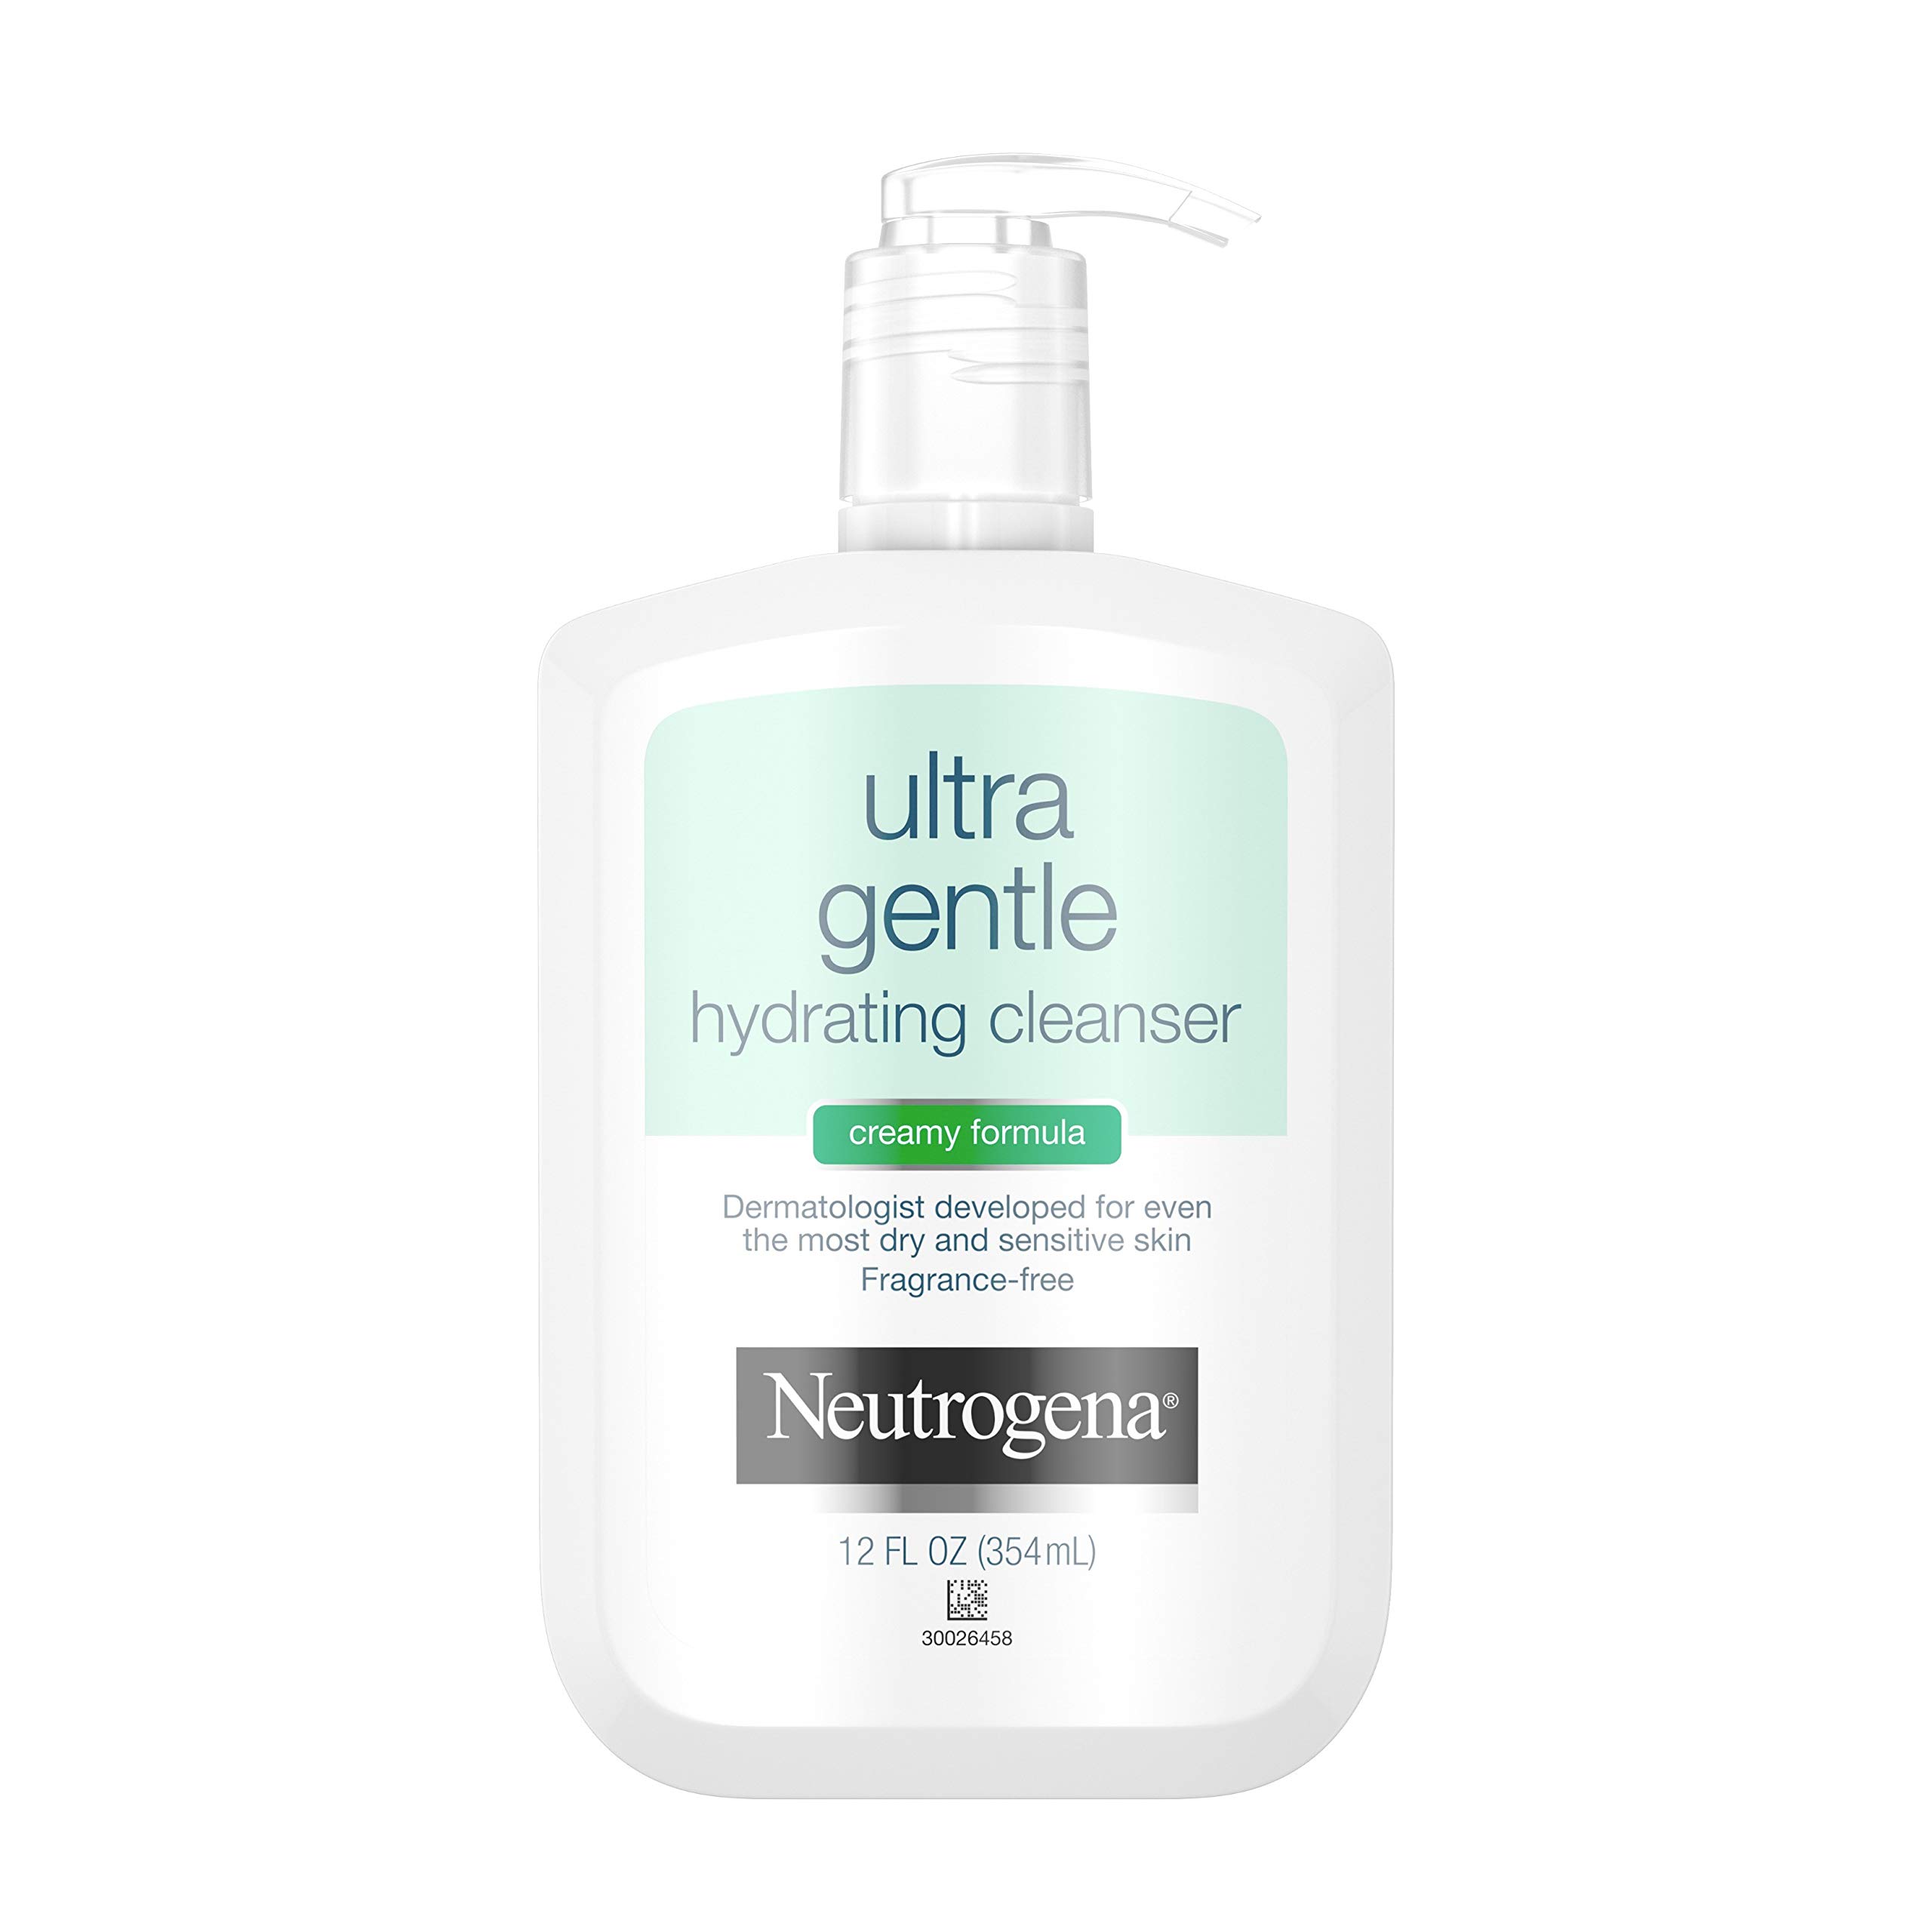 ultra
gentle
hydrating cleanser
creamy formula
Dermatologist developed for even
the most dry and sensitive skin
Fragrance-free
Neutrogena®
12 FL OZ (354mL)
30026458